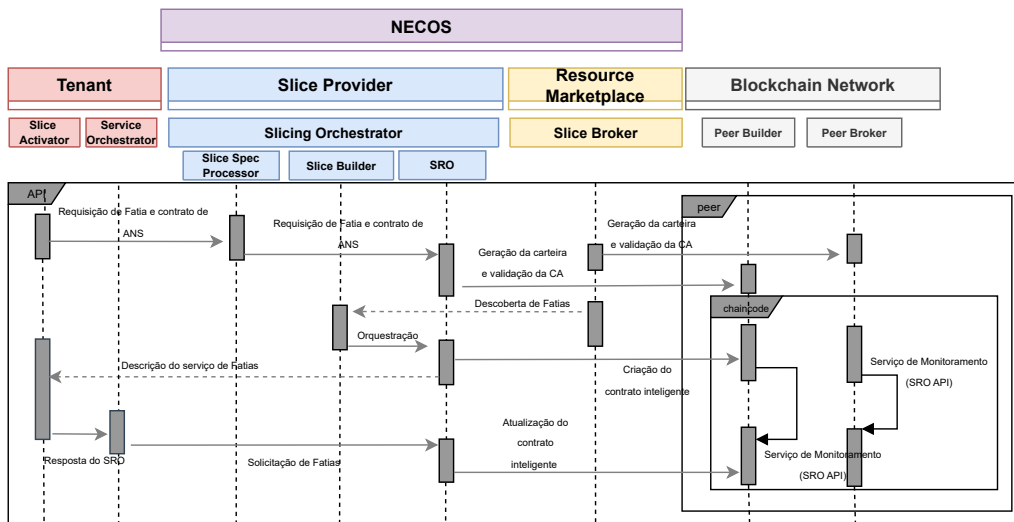 NECOS
Tenant
Slice Provider
Resource
Marketplace
Blockchain Network
Slice
Activator
Service
Orchestrator
Slicing Orchestrator
Slice Broker
Peer Builder
Peer Broker
Slice Spec
Processor
Slice Builder
SRO
API
peer
Requisição de Fatia e contrato de
ANS
Requisição de Fatia e contrato de
ANS
Geração da carteira
e validação da CA
Geração da carteira
e validação da CA
Descoberta de Fatias
chaincode
Orquestração
Descrição do serviço de Fatias
Criação do
contrato inteligente
Serviço de Monitoramento
(SRO API)
Atualização do
contrato
inteligente
Resposta do SRO
Solicitação de Fatias
Serviço de Monitoramento
(SRO API)